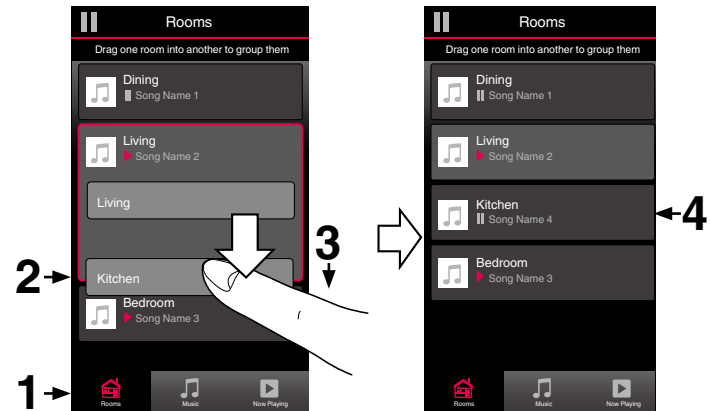 Rooms
Drag one room into another to group them
Dining
Song Name 1
Living
Song Name 2
Living
Kitchen
Bedroom
Song Name 3
Rooms Music Now Playing
1
2
3
Rooms
Drag one room into another to group them
Dining
Song Name 1
Living
Song Name 2
Kitchen
Song Name 4
Bedroom
Song Name 3
Rooms Music Now Playing
4